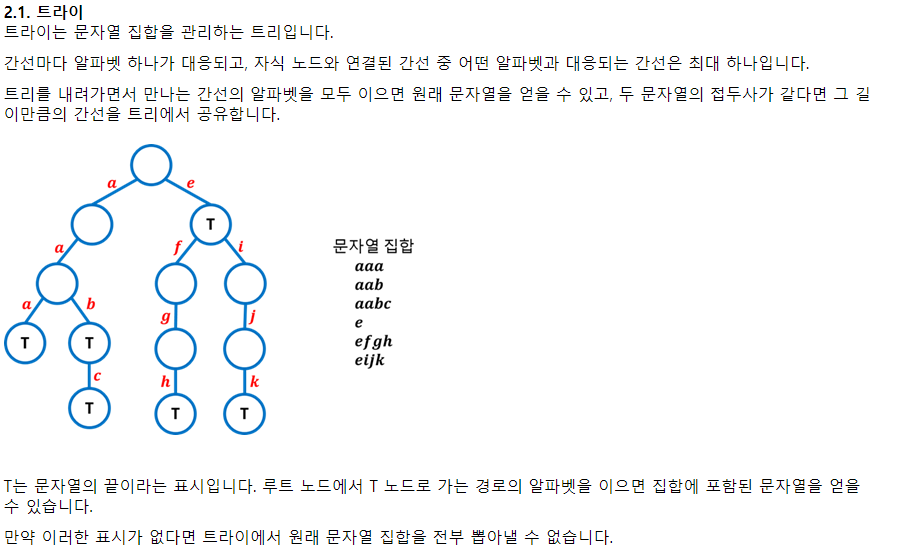 2.1. 트라이
트라이는 문자열 집합을 관리하는 트리입니다.
간선마다 알파벳 하나가 대응되고, 자식 노드와 연결된 간선 중 어떤 알파벳과 대응되는 간선은 최대 하나입니다.
트리를 내려가면서 만나는 간선의 알파벳을 모두 이으면 원래 문자열을 얻을 수 있고, 두 문자열의 접두사가 같다면 그 길
이만큼의 간선을 트리에서 공유합니다.
a e
T
a f i
문자열 집합
aaa
aab
a b
aabc
g j
e
T T
efgh
eijk
c h k
T T T
T는 문자열의 끝이라는 표시입니다. 루트 노드에서 T 노드로 가는 경로의 알파벳을 이으면 집합에 포함된 문자열을 얻을
수 있습니다.
만약 이러한 표시가 없다면 트라이에서 원래 문자열 집합을 전부 뽑아낼 수 없습니다.